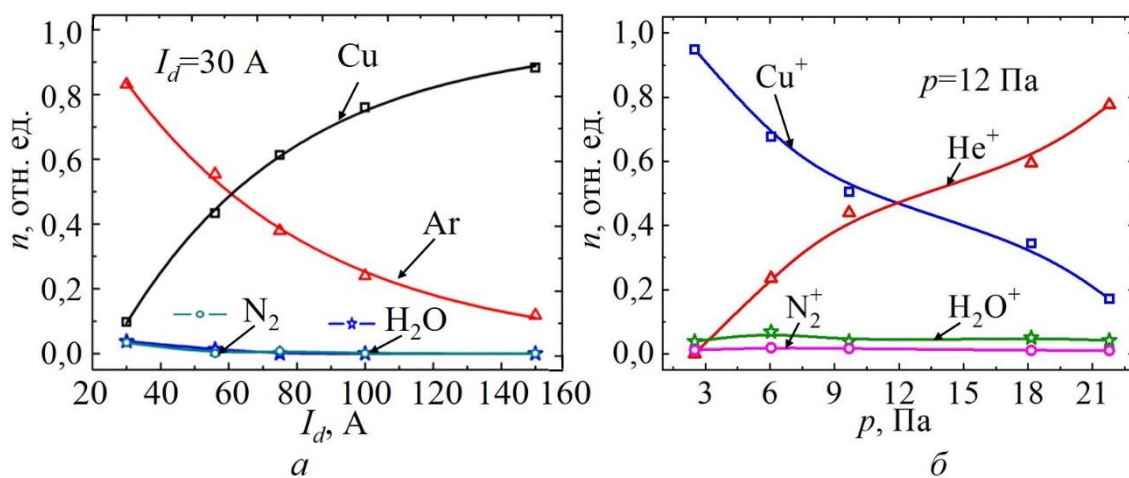 n, отн. ед.
1,0
0,8
0,6
0,4
0,2
0,0
I_d=30 А
Cu
Ar
N₂
H₂O
20 40 60 80 100 120 140 160
I_d, А
а
n, отн. ед.
1,0
0,8
0,6
0,4
0,2
0,0
Cu⁺
p=12 Па
He⁺
N₂⁺
H₂O⁺
3 6 9 12 15 18 21
p, Па
б